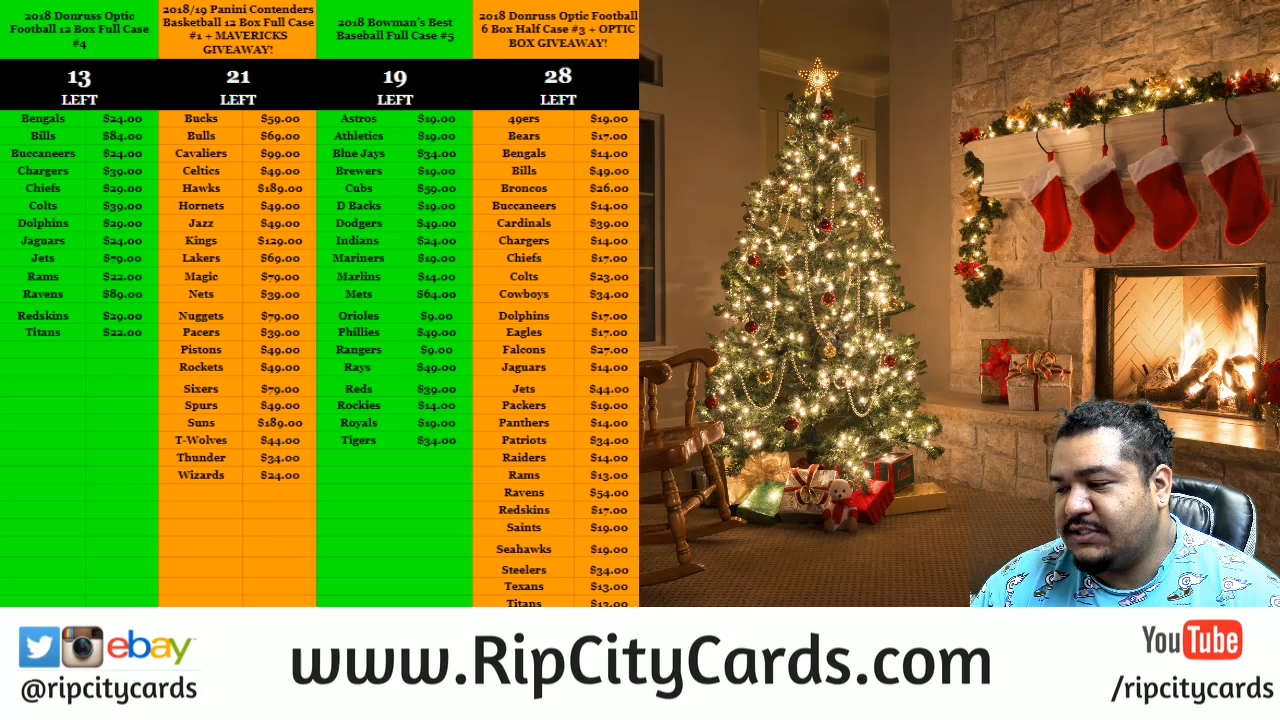 2018 Donruss Optic
Football 12 Box Full Case
#4
13
LEFT
Bengals $24.00
Bills $84.00
Buccaneers $24.00
Chargers $39.00
Chiefs $29.00
Colts $39.00
Dolphins $29.00
Jaguars $24.00
Jets $79.00
Rams $22.00
Ravens $89.00
Redskins $29.00
Titans $22.00
2018/19 Panini Contenders
Basketball 12 Box Full Case
#1 + MAVERICKS
GIVEAWAY!
21
LEFT
Bucks $59.00
Bulls $69.00
Cavaliers $99.00
Celtics $49.00
Hawks $189.00
Hornets $49.00
Jazz $49.00
Kings $129.00
Lakers $69.00
Magic $79.00
Nets $39.00
Nuggets $79.00
Pacers $39.00
Pistons $49.00
Rockets $49.00
Sixers $79.00
Spurs $49.00
Suns $189.00
T-Wolves $44.00
Thunder $34.00
Wizards $24.00
2018 Bowman's Best
Baseball Full Case #5
19
LEFT
Astros $19.00
Athletics $19.00
Blue Jays $34.00
Brewers $19.00
Cubs $59.00
D Backs $19.00
Dodgers $49.00
Indians $24.00
Mariners $19.00
Marlins $14.00
Mets $64.00
Orioles $9.00
Phillies $49.00
Rangers $9.00
Rays $49.00
Reds $39.00
Rockies $14.00
Royals $19.00
Tigers $34.00
2018 Donruss Optic Football
6 Box Half Case #3 + OPTIC
BOX GIVEAWAY!
28
LEFT
49ers $19.00
Bears $17.00
Bengals $14.00
Bills $49.00
Broncos $26.00
Buccaneers $14.00
Cardinals $39.00
Chargers $14.00
Chiefs $17.00
Colts $23.00
Cowboys $34.00
Dolphins $17.00
Eagles $17.00
Falcons $27.00
Jaguars $14.00
Jets $44.00
Packers $19.00
Panthers $14.00
Patriots $34.00
Raiders $14.00
Rams $13.00
Ravens $54.00
Redskins $17.00
Saints $19.00
Seahawks $19.00
Steelers $34.00
Texans $13.00
Titans $13.00
ebay
@ripcitycards
www.RipCityCards.com
YouTube
/ripcitycards